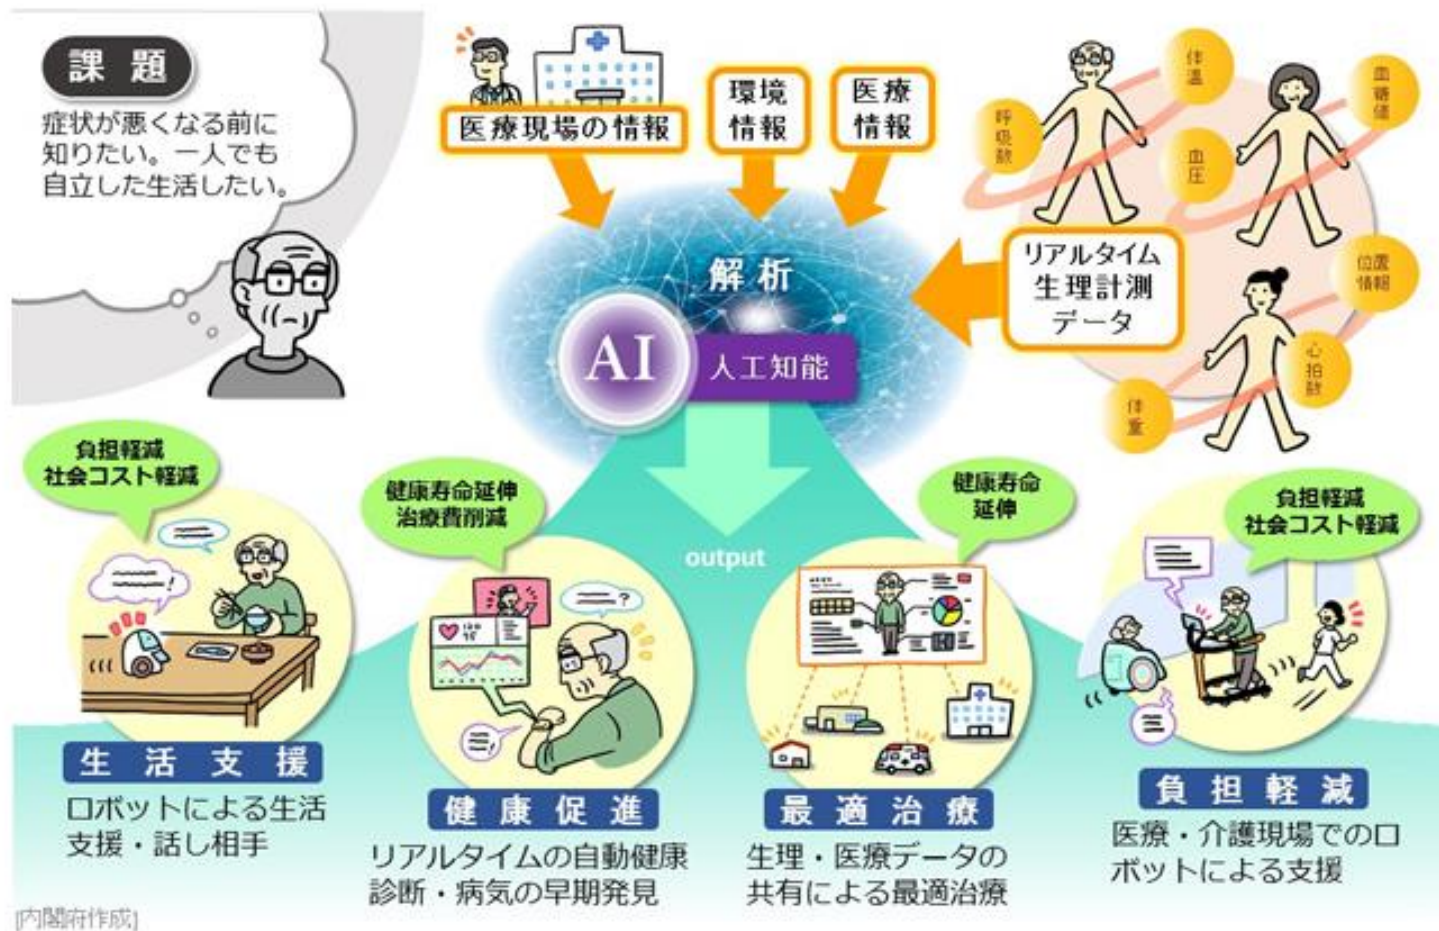 課題
症状が悪くなる前に
知りたい。一人でも
自立した生活したい。
医療現場の情報
環境
情報
医療
情報
体温
呼吸数
血糖値
血圧
リアルタイム
生理計測
データ
位置
情報
心拍数
体重
解析
AI
人工知能
output
負担軽減
社会コスト軽減
生活支援
ロボットによる生活
支援・話し相手
健康寿命延伸
治療費削減
健康促進
リアルタイムの自動健康
診断・病気の早期発見
健康寿命
延伸
最適治療
生理・医療データの
共有による最適治療
負担軽減
社会コスト軽減
負担軽減
医療・介護現場でのロ
ボットによる支援
[内閣府作成]